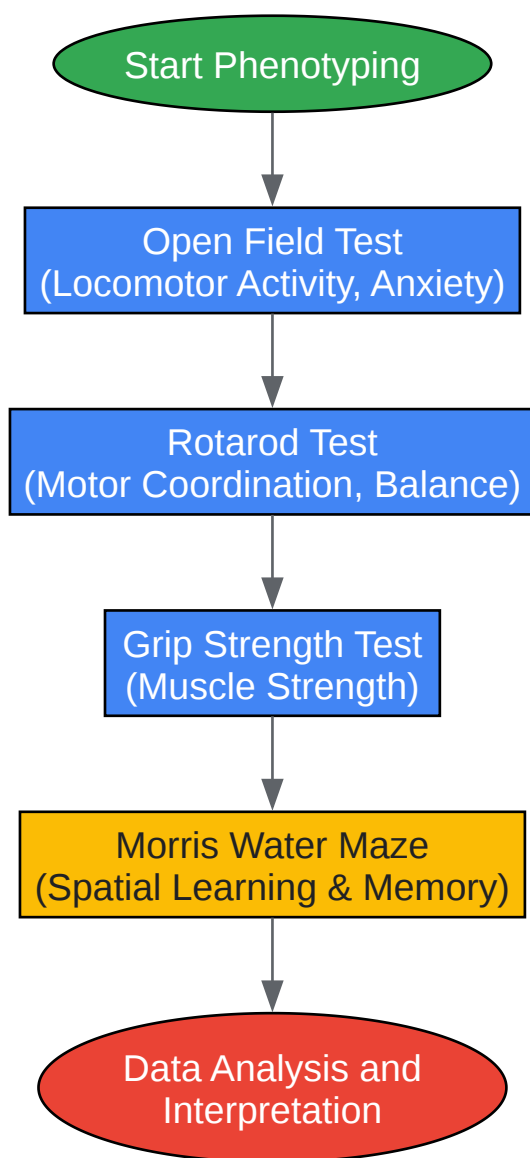 Start Phenotyping
Open Field Test
(Locomotor Activity, Anxiety)
Rotarod Test
(Motor Coordination, Balance)
Grip Strength Test
(Muscle Strength)
Morris Water Maze
(Spatial Learning & Memory)
Data Analysis and
Interpretation